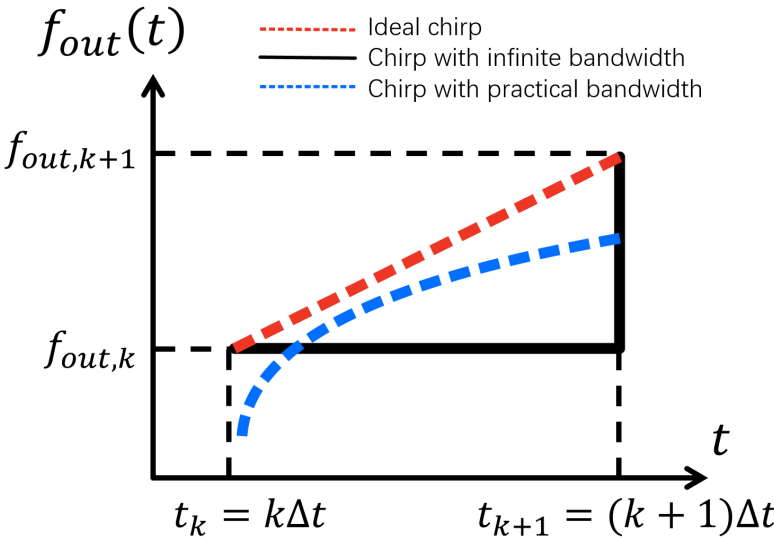 f_{out}(t)
Ideal chirp
Chirp with infinite bandwidth
Chirp with practical bandwidth
f_{out,k+1}
f_{out,k}
t
t_k = kΔt
t_{k+1} = (k + 1)Δt